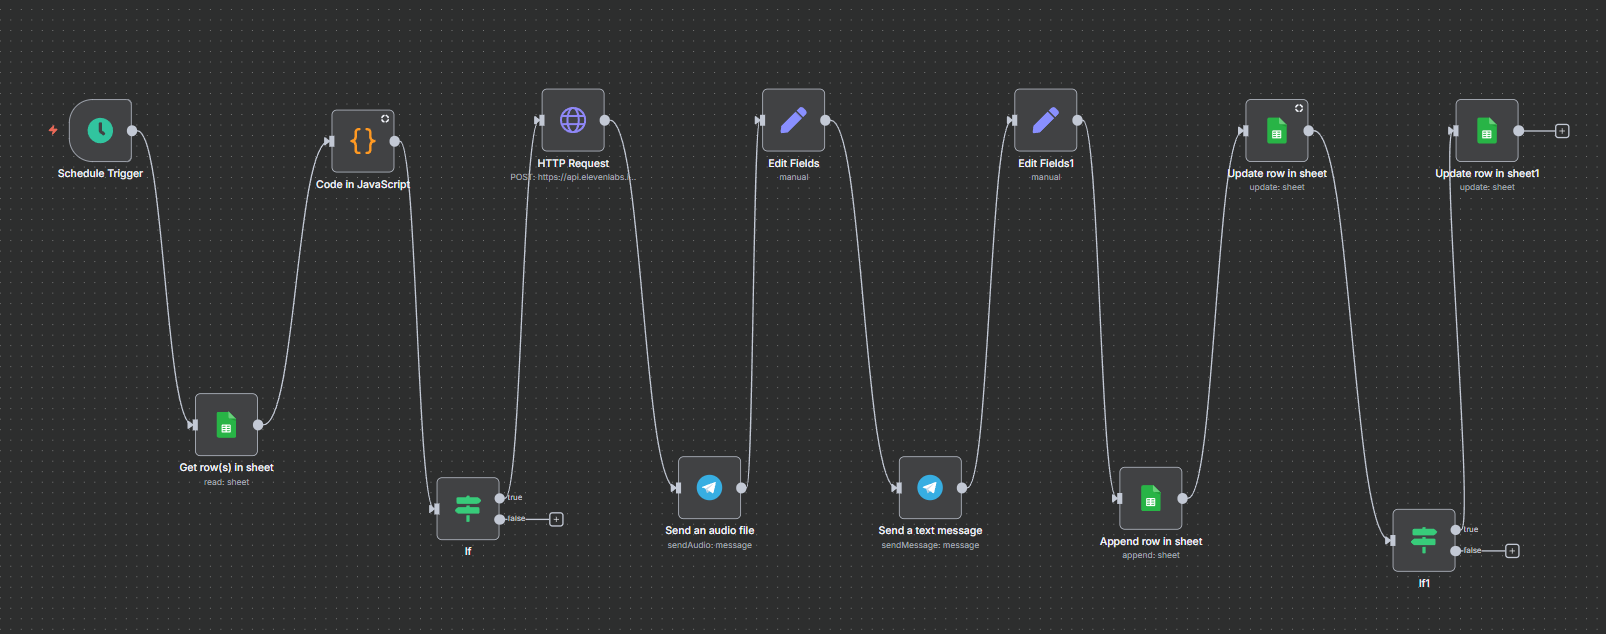 Schedule Trigger
Get row(s) in sheet
read: sheet
Code in JavaScript
If
true
false
HTTP Request
POST: https://api.elevenlabs.i...
Send an audio file
sendAudio: message
Edit Fields
manual
Send a text message
sendMessage: message
Edit Fields1
manual
Append row in sheet
append: sheet
Update row in sheet
update: sheet
If1
true
false
Update row in sheet1
update: sheet